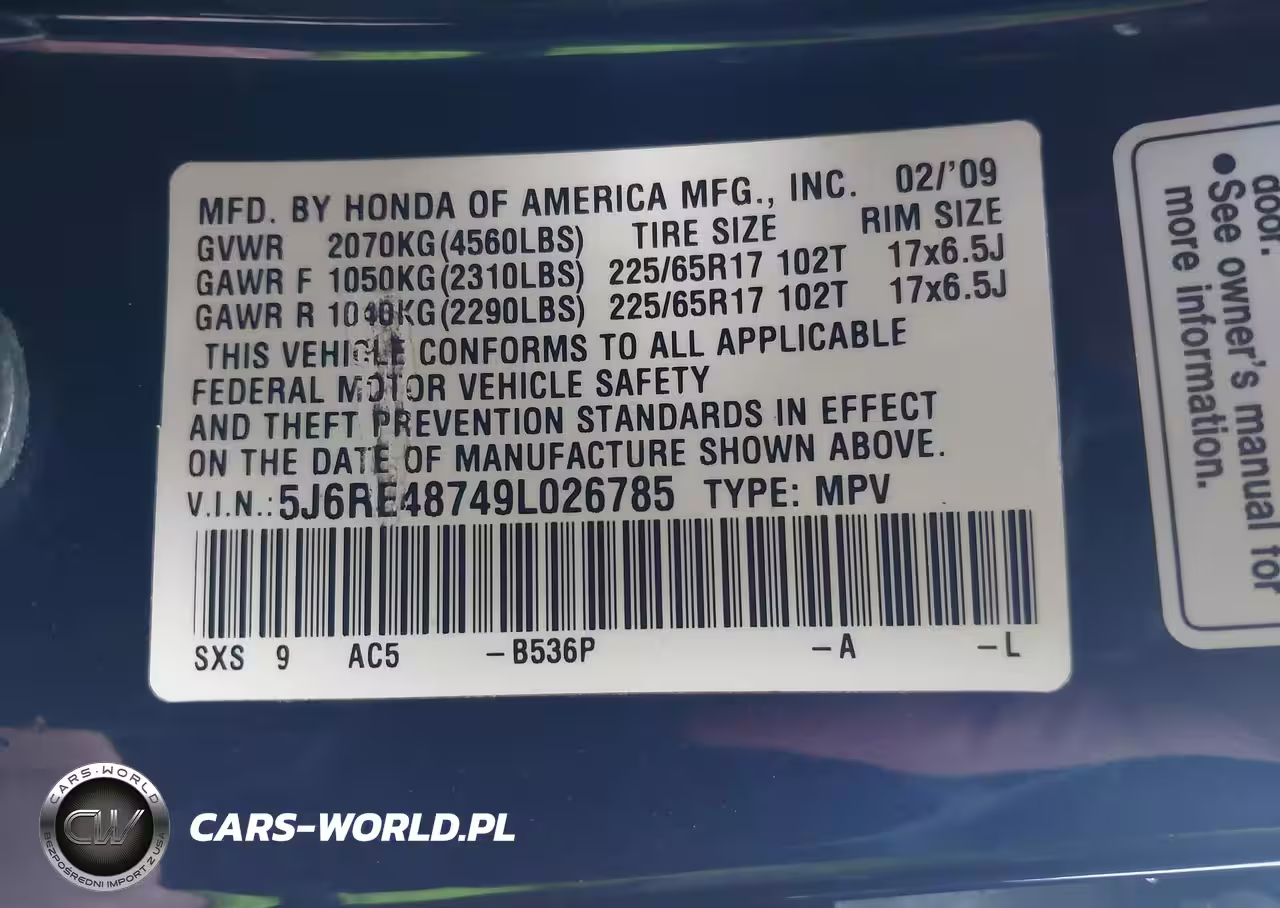 MFD. BY HONDA OF AMERICA MFG., INC. 02/'09
GVWR 2070KG(4560LBS) TIRE SIZE RIM SIZE
GAWR F 1050KG(2310LBS) 225/65R17 102T 17x6.5J
GAWR R 1040KG(2290LBS) 225/65R17 102T 17x6.5J
THIS VEHICLE CONFORMS TO ALL APPLICABLE
FEDERAL MOTOR VEHICLE SAFETY
AND THEFT PREVENTION STANDARDS IN EFFECT
ON THE DATE OF MANUFACTURE SHOWN ABOVE.
V.I.N.: 5J6RE48749L026785 TYPE: MPV
SXS 9 AC5 –B536P –A –L
door.
●See owner's manual for
more information.
CARS-WORLD
CW
BEZPOŚREDNI IMPORT Z USA
CARS-WORLD.PL